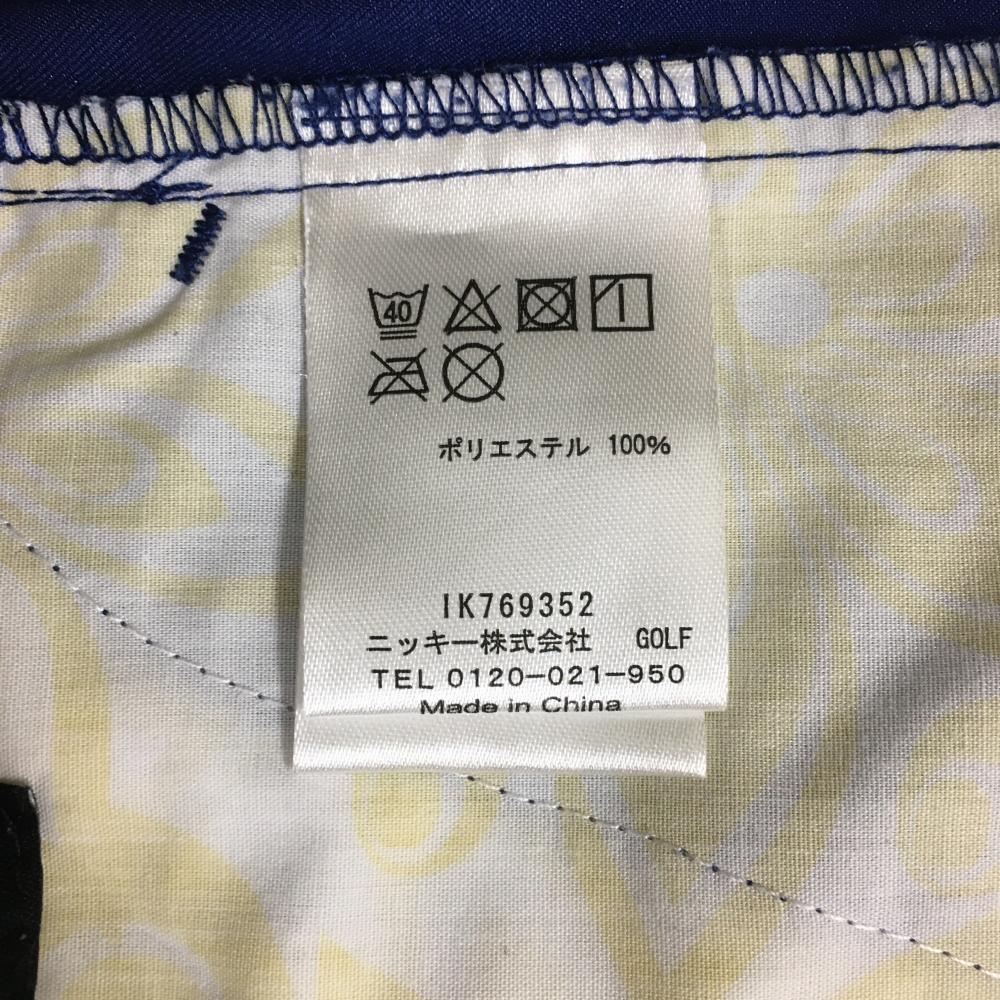 40
ポリエステル 100%
IK769352
ニッキー株式会社 GOLF
TEL 0120-021-950
Made in China